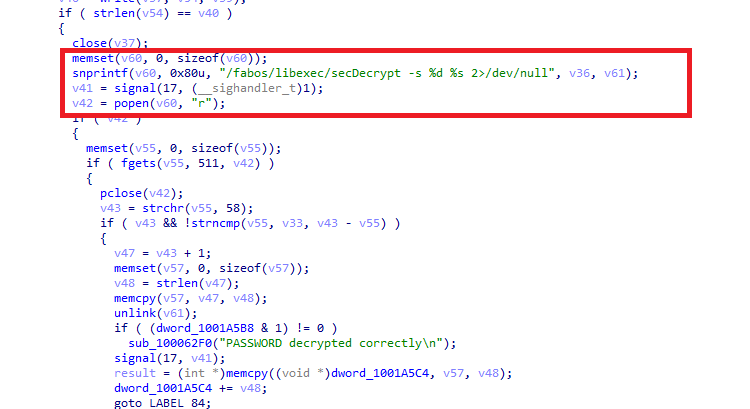 if ( strlen(v54) == v40 )
{
close(v37);
memset(v60, 0, sizeof(v60));
snprintf(v60, 0x80u, "/fabos/libexec/secDecrypt -s %d %s 2>/dev/null", v36, v61);
v41 = signal(17, (__sighandler_t)1);
v42 = popen(v60, "r");
if ( v42 )
{
memset(v55, 0, sizeof(v55));
if ( fgets(v55, 511, v42) )
{
pclose(v42);
v43 = strchr(v55, 58);
if ( v43 && !strncmp(v55, v33, v43 - v55) )
{
v47 = v43 + 1;
memset(v57, 0, sizeof(v57));
v48 = strlen(v47);
memcpy(v57, v47, v48);
unlink(v61);
if ( (dword_1001A5B8 & 1) != 0 )
sub_100062F0("PASSWORD decrypted correctly\n");
signal(17, v41);
result = (int *)memcpy((void *)dword_1001A5C4, v57, v48);
dword_1001A5C4 += v48;
goto LABEL_84;